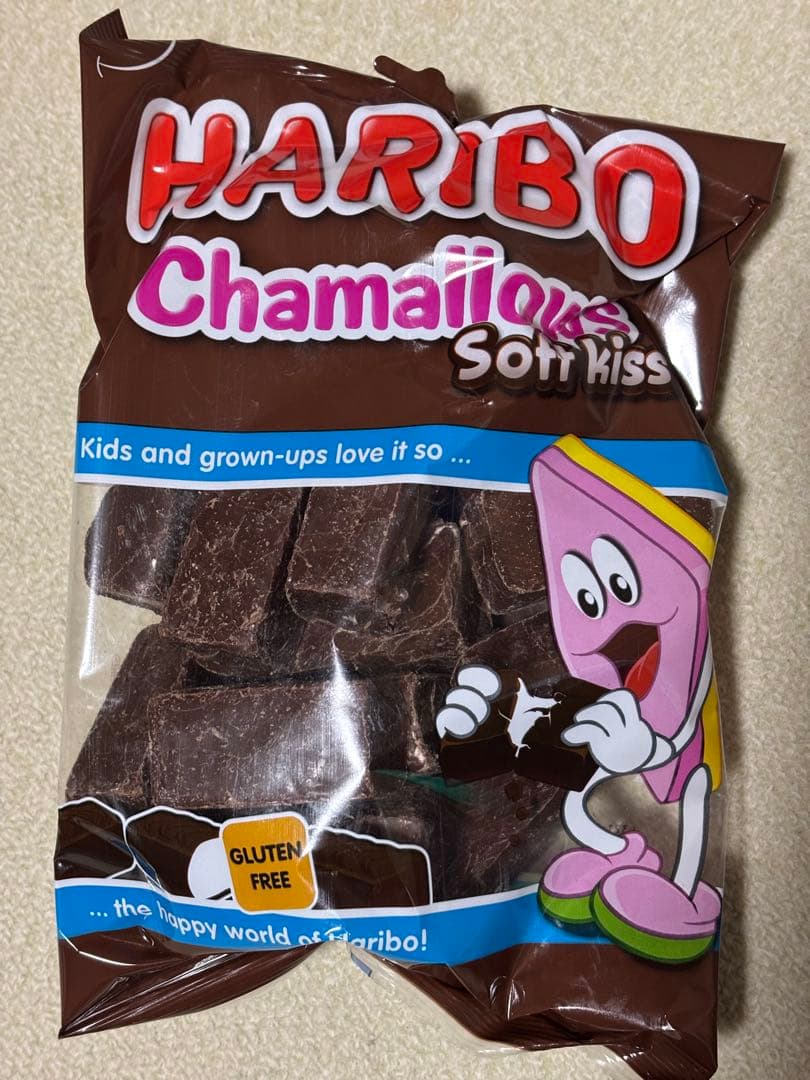 HARIBO
Chamallows
Soft kiss
Kids and grown-ups love it so ...
GLUTEN
FREE
... the happy world of Haribo!